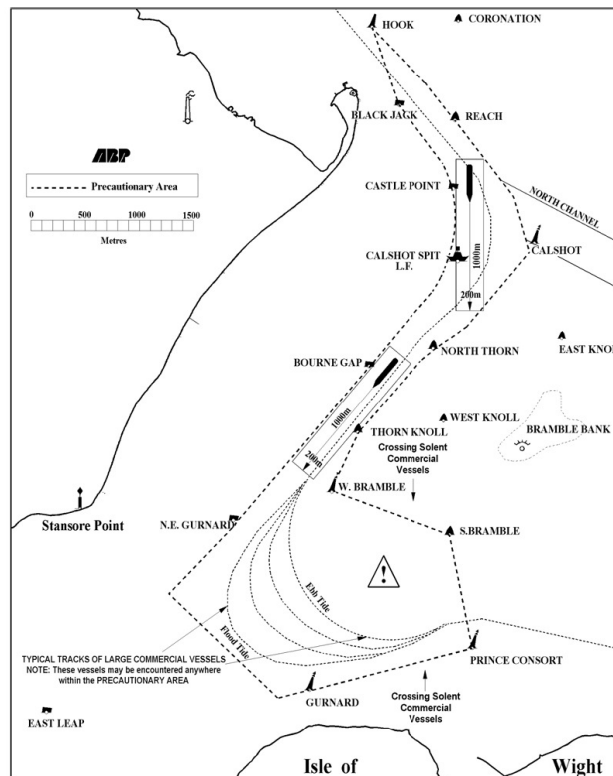 HOOK
CORONATION
BLACK JACK
REACH
ABP
Precautionary Area
0 500 1000 1500
Metres
CASTLE POINT
NORTH CHANNEL
CALSHOT
CALSHOT SPIT
L.F.
1000m
200m
NORTH THORN
EAST KNO
BOURNE GAP
1000m
200m
WEST KNOLL
BRAMBLE BANK
THORN KNOLL
Crossing Solent
Commercial
Vessels
W. BRAMBLE
Stansore Point
N.E. GURNARD
S.BRAMBLE
!
Ebb Tide
Flood Tide
TYPICAL TRACKS OF LARGE COMMERCIAL VESSELS
NOTE: These vessels may be encountered anywhere
within the PRECAUTIONARY AREA
PRINCE CONSORT
GURNARD
Crossing Solent
Commercial
Vessels
EAST LEAP
Isle of Wight